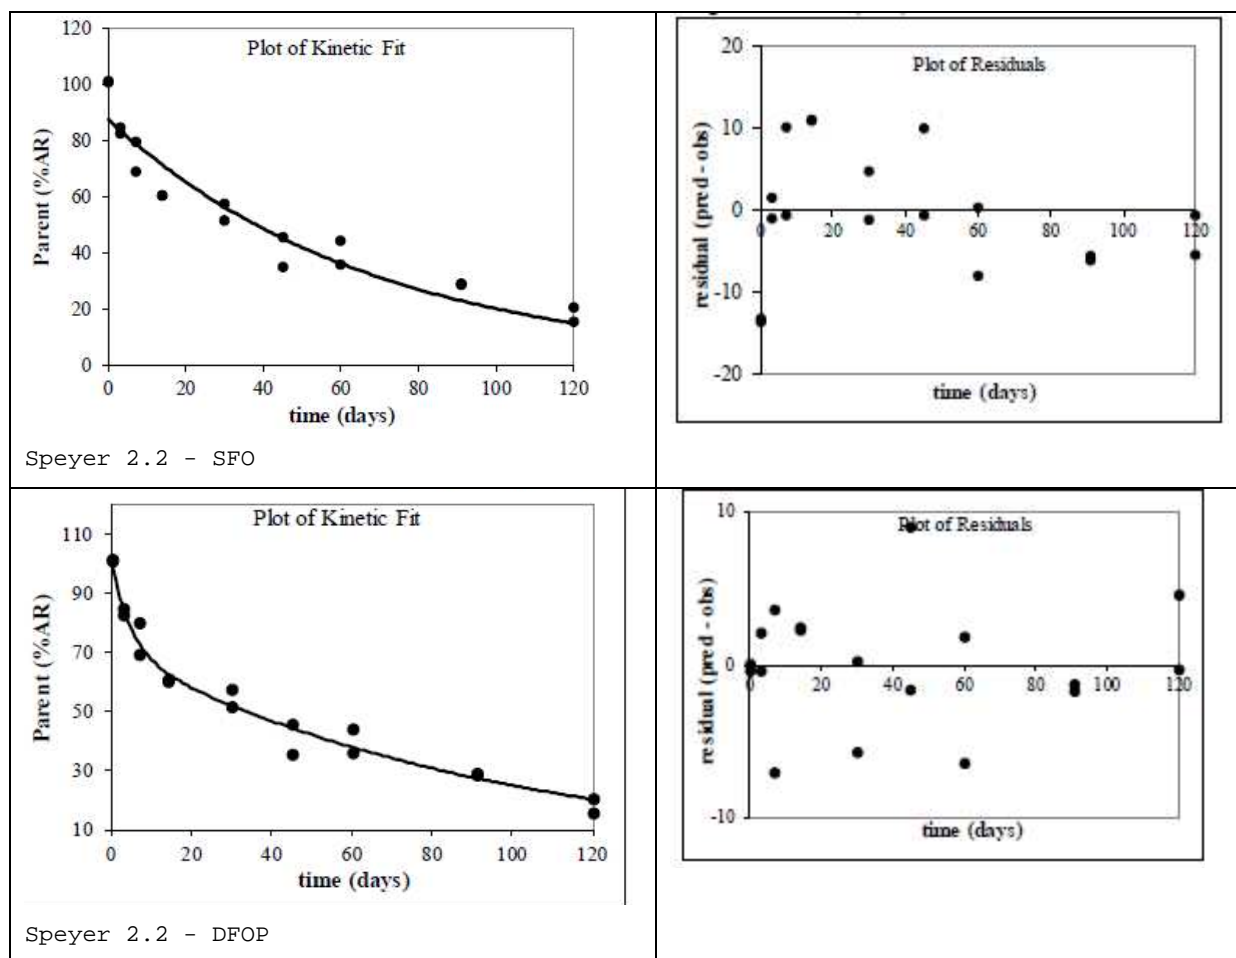 Plot of Kinetic Fit
120
100
80
60
40
20
0
Parent (%AR)
0 20 40 60 80 100 120
time (days)
Speyer 2.2 - SFO
Plot of Residuals
20
10
0
-10
-20
residual (pred - obs)
0 20 40 60 80 100 120
time (days)
Plot of Kinetic Fit
110
90
70
50
30
10
Parent (%AR)
0 20 40 60 80 100 120
time (days)
Speyer 2.2 - DFOP
Plot of Residuals
10
0
-10
residual (pred - obs)
0 20 40 60 80 100 120
time (days)